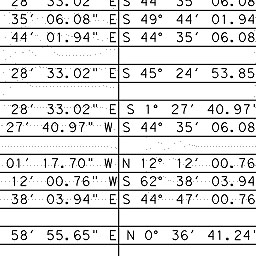 28′ 33.02" E S 44° 35′ 06.08
35′ 06.08" E S 49° 44′ 01.94
44′ 01.94" E S 44° 35′ 06.08
28′ 33.02" E S 45° 24′ 53.85
28′ 33.02" E S 1° 27′ 40.97"
27′ 40.97" W S 44° 35′ 06.08
01′ 17.70" W N 12° 12′ 00.76
12′ 00.76" W S 62° 38′ 03.94
38′ 03.94" E S 44° 47′ 00.76
58′ 55.65" E N 0° 36′ 41.24"